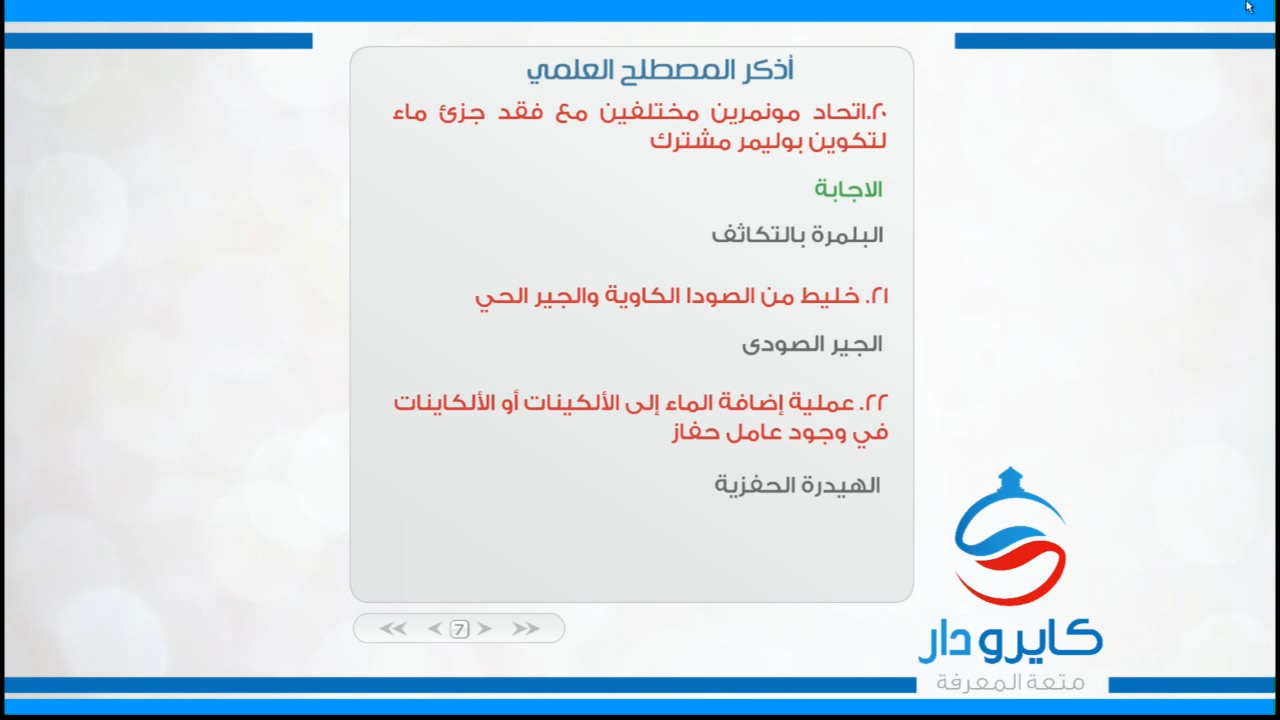 أذكر المصطلح العلمي
٢٠.اتحاد مونمرين مختلفين مع فقد جزئ ماء
لتكوين بوليمر مشترك
الاجابة
البلمرة بالتكاثف
٢١. خليط من الصودا الكاوية والجير الحي
الجير الصودى
٢٢. عملية إضافة الماء إلى الألكينات أو الألكاينات
في وجود عامل حفاز
الهيدرة الحفزية
7
كايرو دار
متعة المعرفة